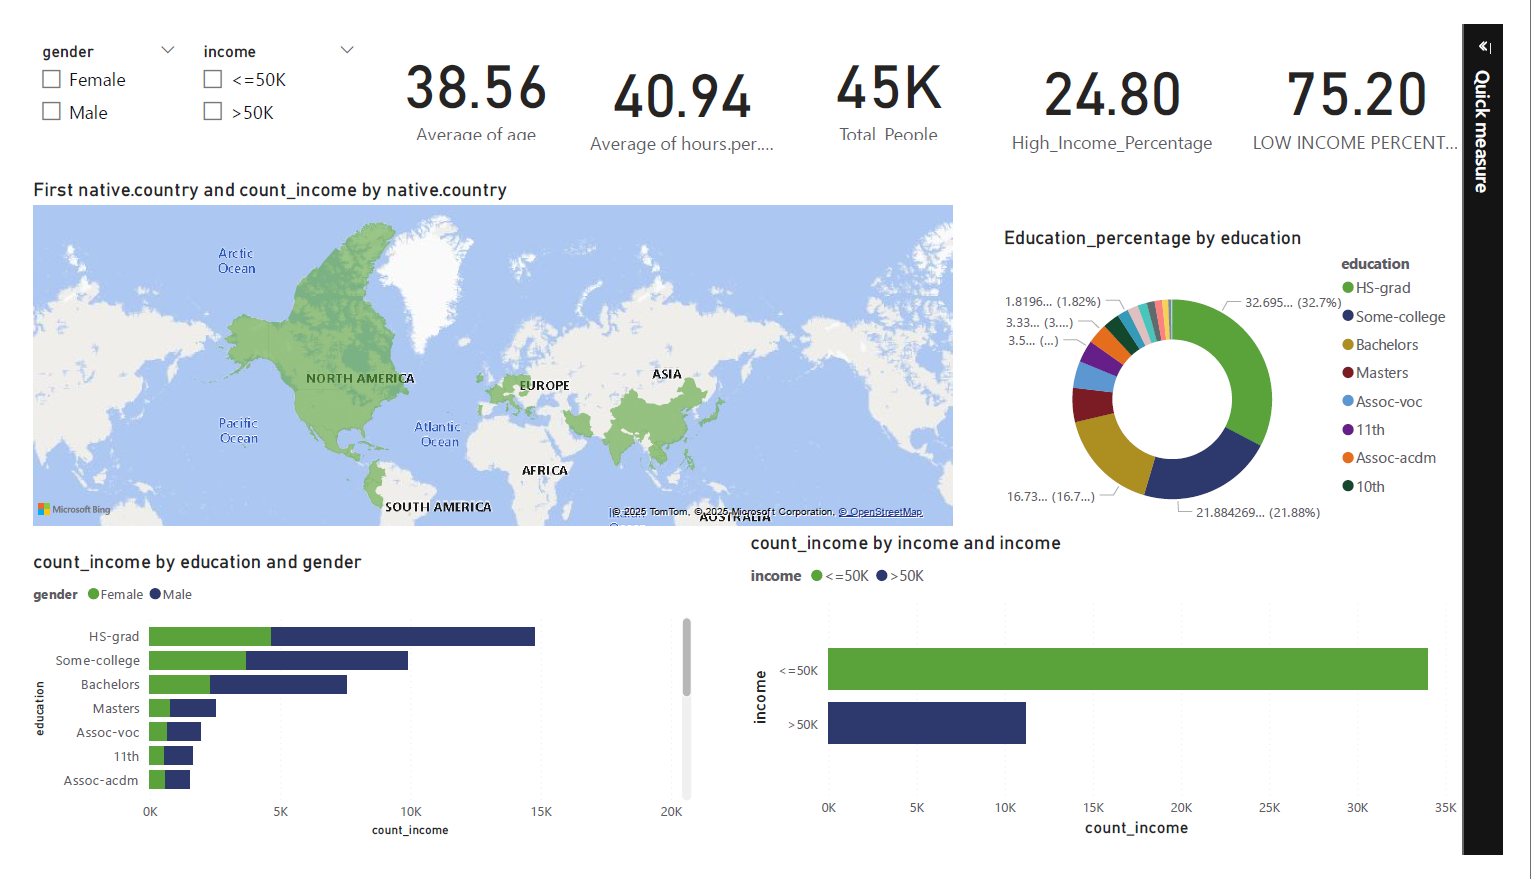 gender
Female
Male
income
<=50K
>50K
38.56
Average of age
40.94
Average of hours.per....
45K
Total_People
24.80
High_Income_Percentage
75.20
LOW INCOME PERCENT...
Quick measure
First native.country and count_income by native.country
Arctic
Ocean
NORTH AMERICA
EUROPE
ASIA
Pacific
Ocean
Atlantic
Ocean
AFRICA
SOUTH AMERICA
AUSTRALIA
Microsoft Bing
© 2025 TomTom, © 2025 Microsoft Corporation, © OpenStreetMap
Education_percentage by education
education
HS-grad
Some-college
Bachelors
Masters
Assoc-voc
11th
Assoc-acdm
10th
1.8196... (1.82%)
3.33... (3....)
3.5... (...)
16.73... (16.7...)
32.695... (32.7%)
21.884269... (21.88%)
count_income by education and gender
gender Female Male
education
HS-grad
Some-college
Bachelors
Masters
Assoc-voc
11th
Assoc-acdm
0K 5K 10K 15K 20K
count_income
count_income by income and income
income <=50K >50K
income
<=50K
>50K
0K 5K 10K 15K 20K 25K 30K 35K
count_income